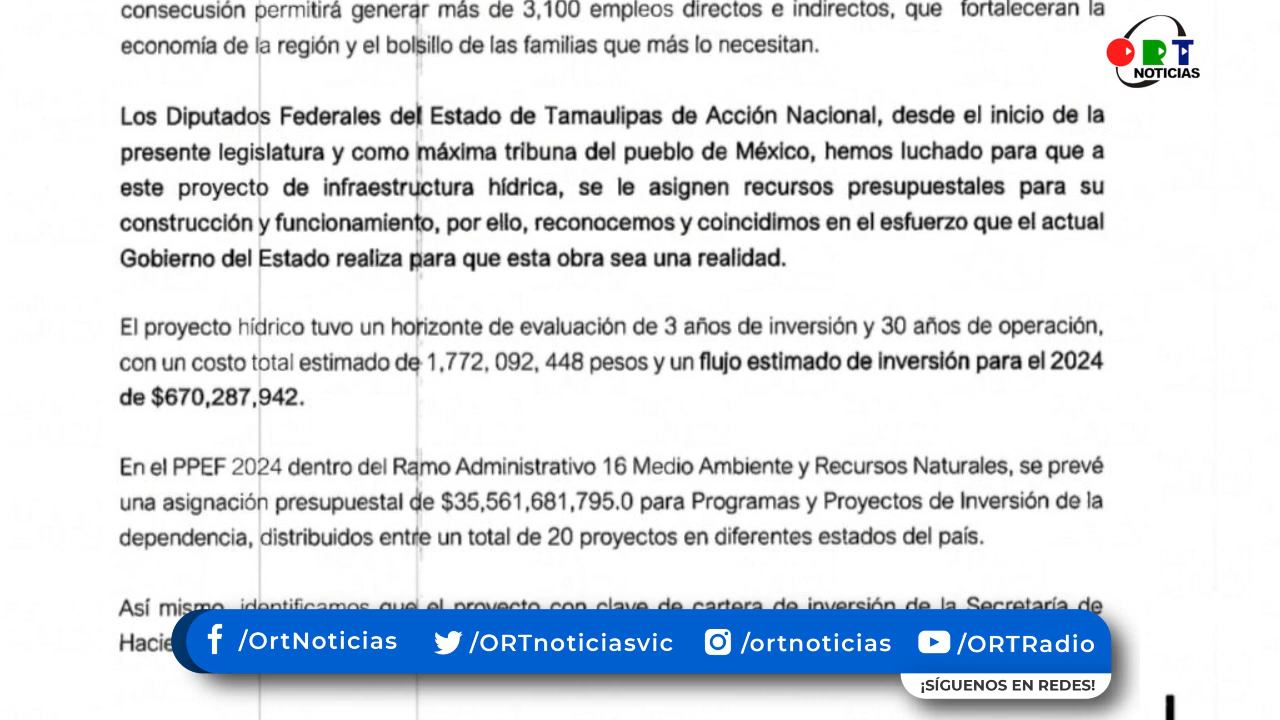 consecusión permitirá generar más de 3,100 empleos directos e indirectos, que fortaleceran la
economía de la región y el bolsillo de las familias que más lo necesitan.
Los Diputados Federales del Estado de Tamaulipas de Acción Nacional, desde el inicio de la
presente legislatura y como máxima tribuna del pueblo de México, hemos luchado para que a
este proyecto de infraestructura hídrica, se le asignen recursos presupuestales para su
construcción y funcionamiento, por ello, reconocemos y coincidimos en el esfuerzo que el actual
Gobierno del Estado realiza para que esta obra sea una realidad.
El proyecto hídrico tuvo un horizonte de evaluación de 3 años de inversión y 30 años de operación,
con un costo total estimado de 1,772, 092, 448 pesos y un flujo estimado de inversión para el 2024
de $670,287,942.
En el PPEF 2024 dentro del Ramo Administrativo 16 Medio Ambiente y Recursos Naturales, se prevé
una asignación presupuestal de $35,561,681,795.0 para Programas y Proyectos de Inversión de la
dependencia, distribuidos entre un total de 20 proyectos en diferentes estados del país.
Así mismo, identificamos que el proyecto con clave de cartera de inversión de la Secretaría de
Hacie
ORT
NOTICIAS
/OrtNoticias /ORTnoticiasvic /ortnoticias /ORTRadio
¡SÍGUENOS EN REDES!